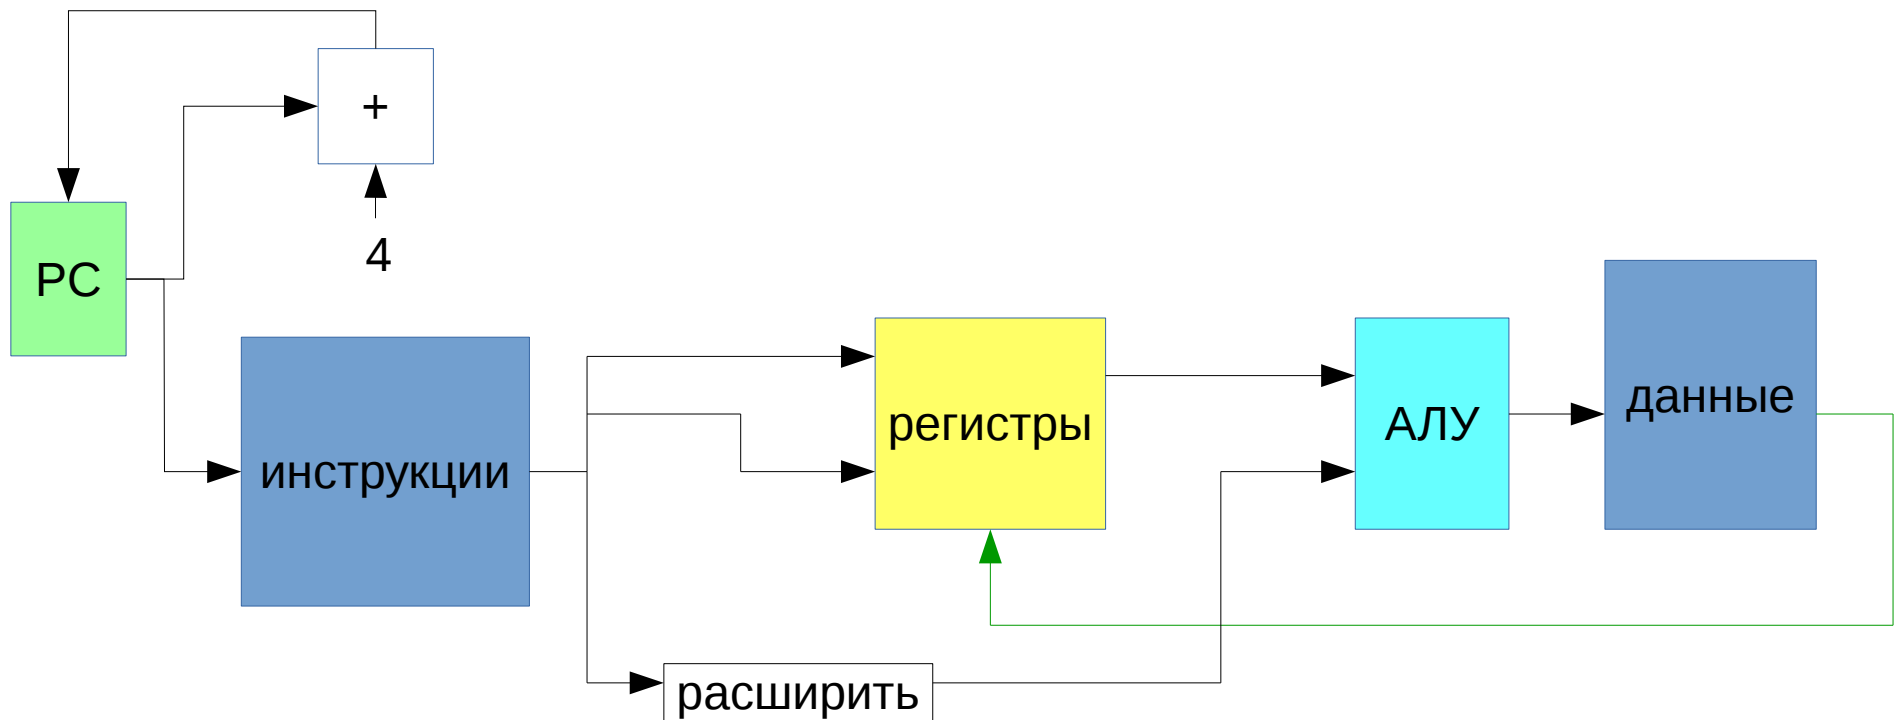 +
4
PC
инструкции
регистры
АЛУ
данные
расширить